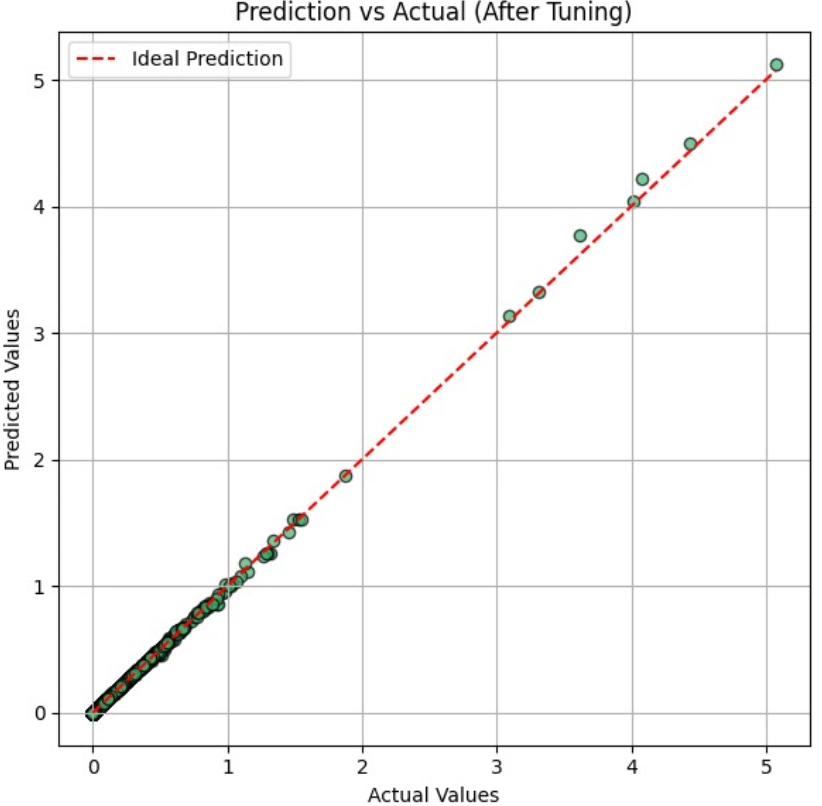 Prediction vs Actual (After Tuning)
Ideal Prediction
Predicted Values
5
4
3
2
1
0
0 1 2 3 4 5
Actual Values